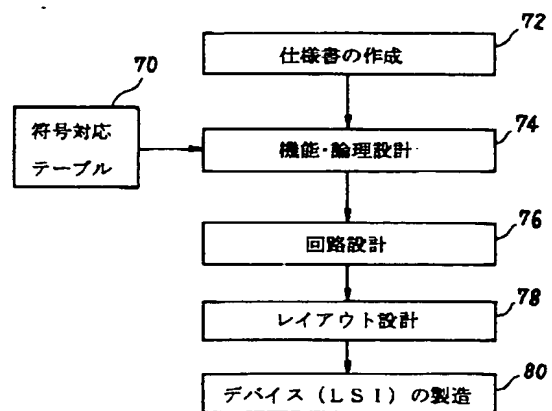 72
仕様書の作成
70
符号対応
テーブル
74
機能・論理設計
76
回路設計
78
レイアウト設計
80
デバイス（LSI）の製造